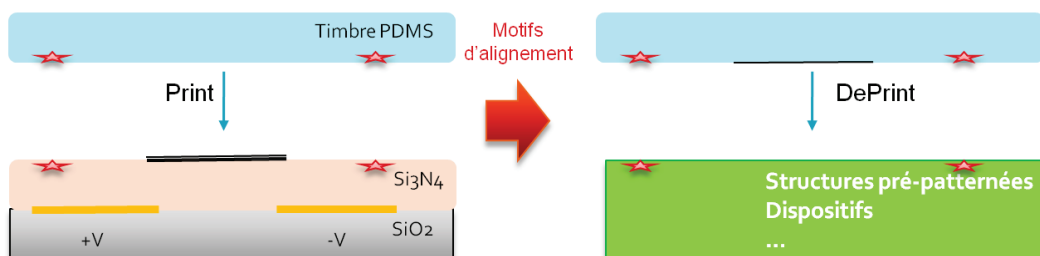 Timbre PDMS
Print
Si3N4
SiO2
+V
-V
Motifs
d'alignement
DePrint
Structures pré-patternées
Dispositifs
...